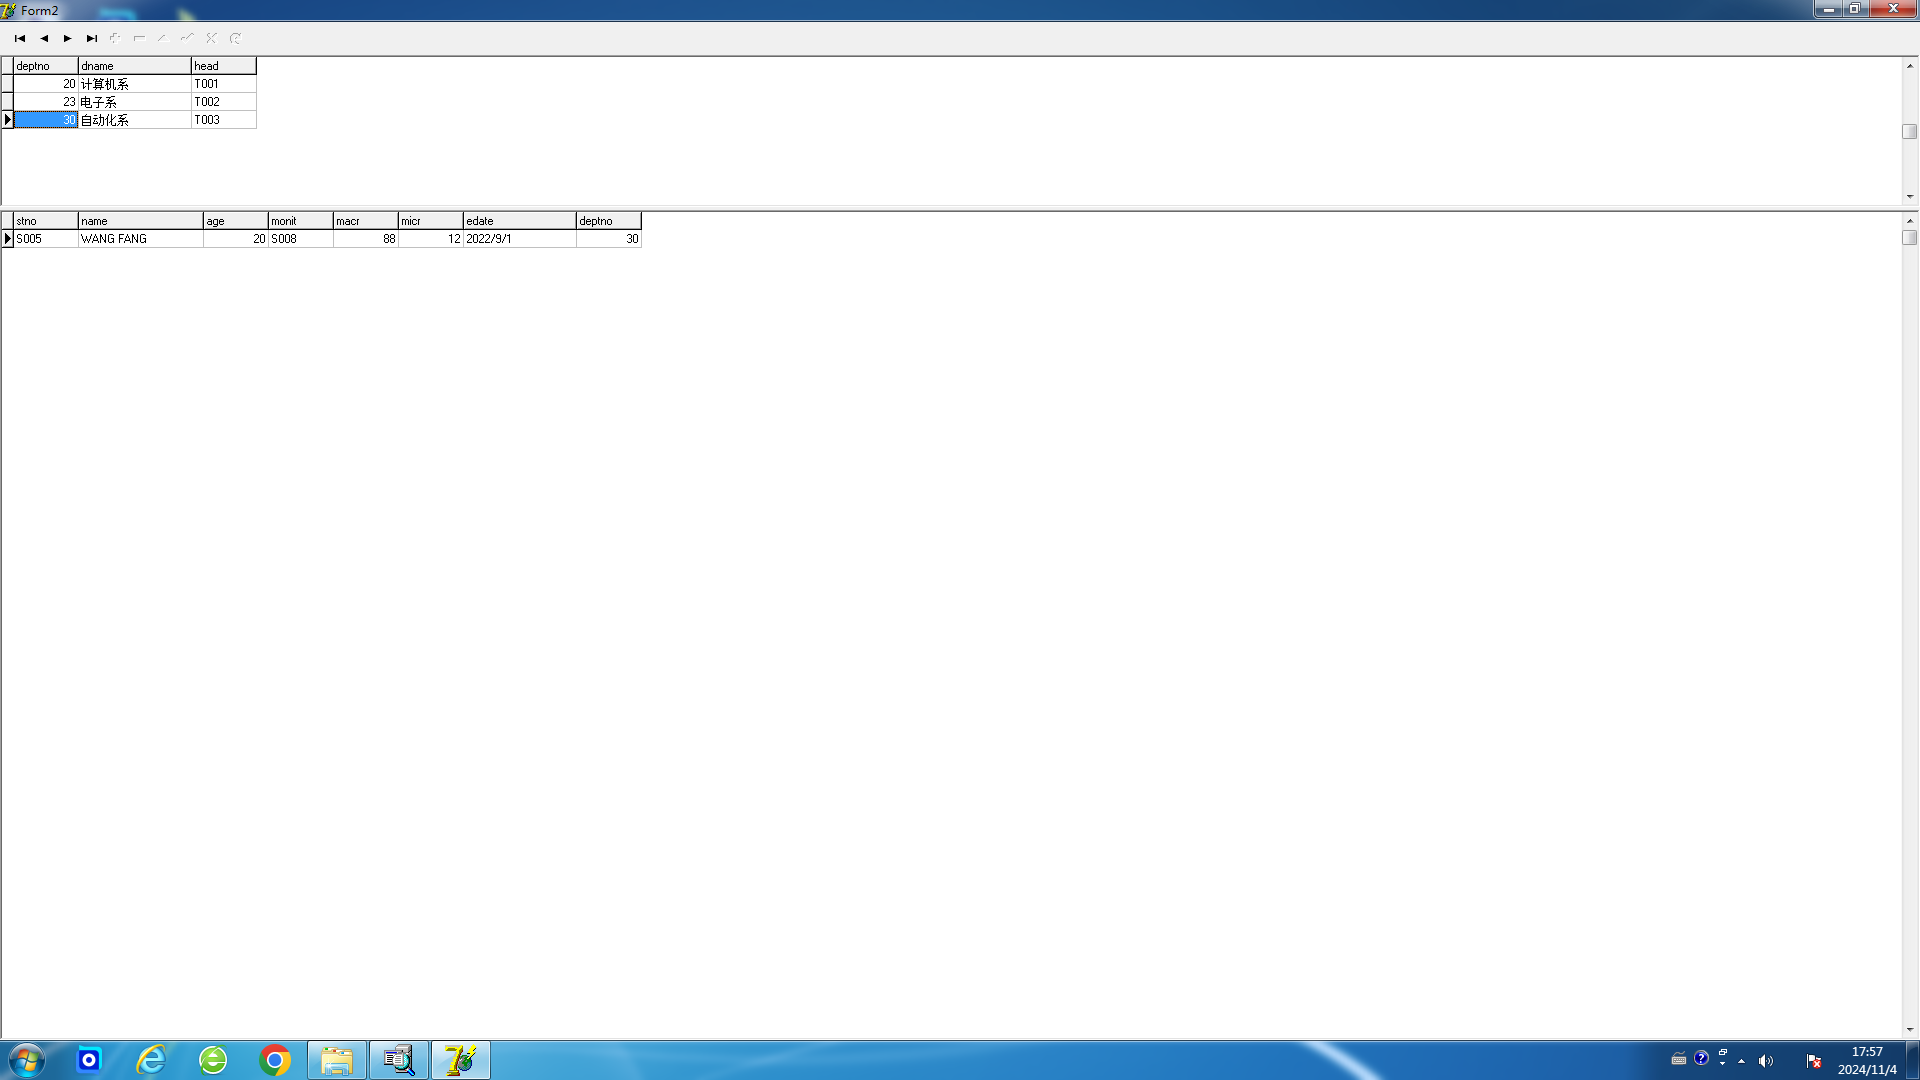 Form2
deptno dname head
20 计算机系 T001
23 电子系 T002
30 自动化系 T003
stno name age monit macr micr edate deptno
S005 WANG FANG 20 S008 88 12 2022/9/1 30
17:57
2024/11/4